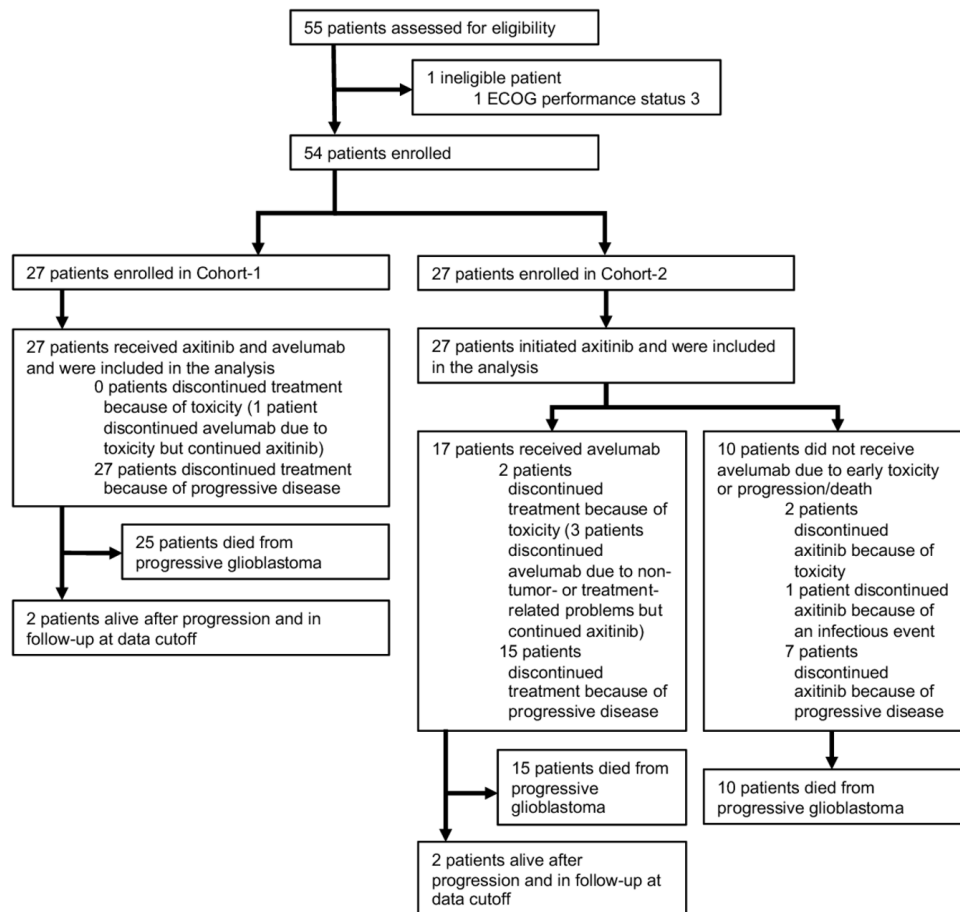 55 patients assessed for eligibility
1 ineligible patient
1 ECOG performance status 3
54 patients enrolled
27 patients enrolled in Cohort-1
27 patients enrolled in Cohort-2
27 patients received axitinib and avelumab
and were included in the analysis
0 patients discontinued treatment
because of toxicity (1 patient
discontinued avelumab due to
toxicity but continued axitinib)
27 patients discontinued treatment
because of progressive disease
27 patients initiated axitinib and were included
in the analysis
25 patients died from
progressive glioblastoma
2 patients alive after progression and in
follow-up at data cutoff
17 patients received avelumab
2 patients
discontinued
treatment because of
toxicity (3 patients
discontinued
avelumab due to non-
tumor- or treatment-
related problems but
continued axitinib)
15 patients
discontinued
treatment because of
progressive disease
10 patients did not receive
avelumab due to early toxicity
or progression/death
2 patients
discontinued
axitinib because of
toxicity
1 patient discontinued
axitinib because of
an infectious event
7 patients
discontinued
axitinib because of
progressive disease
15 patients died from
progressive
glioblastoma
10 patients died from
progressive glioblastoma
2 patients alive after
progression and in follow-up at
data cutoff